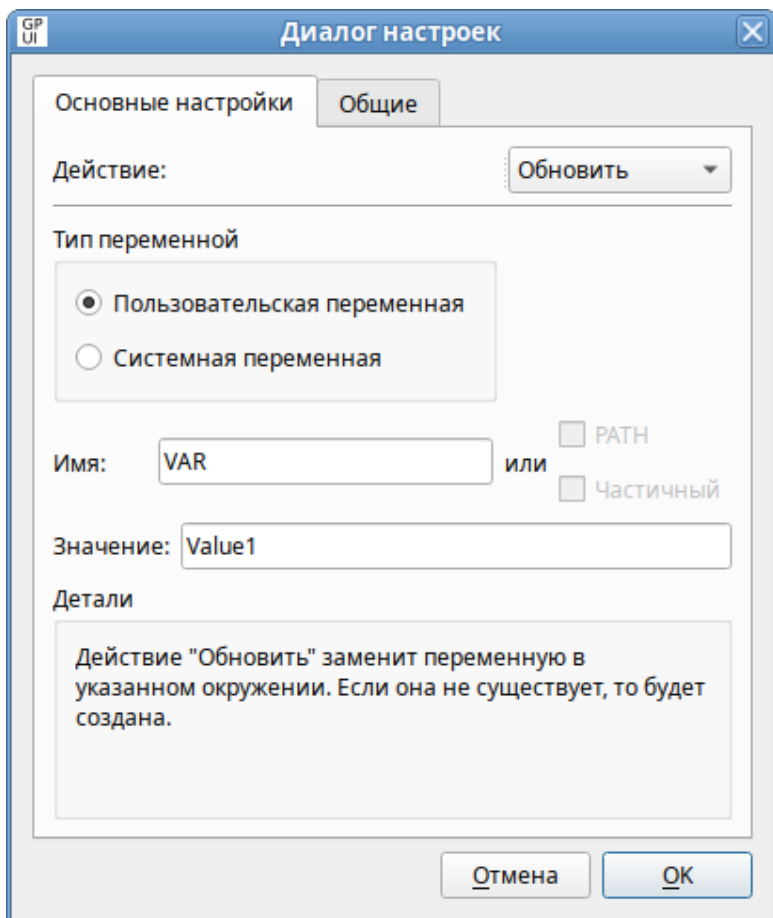 GP
UI
Диалог настроек
Основные настройки
Общие
Действие:
Обновить
Тип переменной
Пользовательская переменная
Системная переменная
Имя:
VAR
или
PATH
Частичный
Значение:
Value1
Детали
Действие "Обновить" заменит переменную в
указанном окружении. Если она не существует, то будет
создана.
Отмена
OK